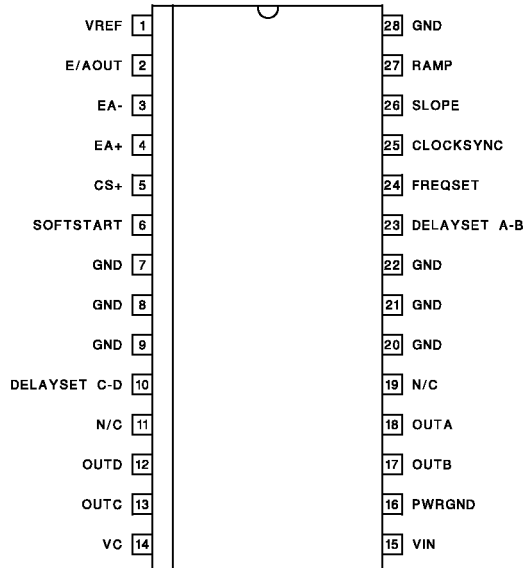 VREF 1 28 GND
E/AOUT 2 27 RAMP
EA- 3 26 SLOPE
EA+ 4 25 CLOCKSYNC
CS+ 5 24 FREQSET
SOFTSTART 6 23 DELAYSET A-B
GND 7 22 GND
GND 8 21 GND
GND 9 20 GND
DELAYSET C-D 10 19 N/C
N/C 11 18 OUTA
OUTD 12 17 OUTB
OUTC 13 16 PWRGND
VC 14 15 VIN